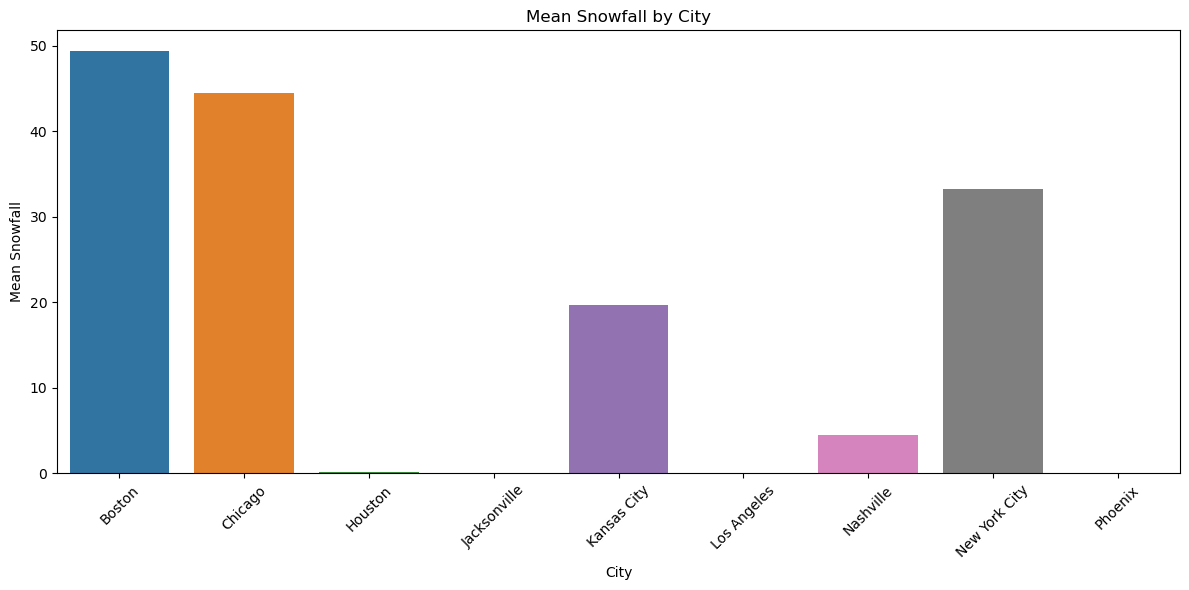 Mean Snowfall by City
Mean Snowfall
50
40
30
20
10
0
Boston
Chicago
Houston
Jacksonville
Kansas City
Los Angeles
Nashville
New York City
Phoenix
City